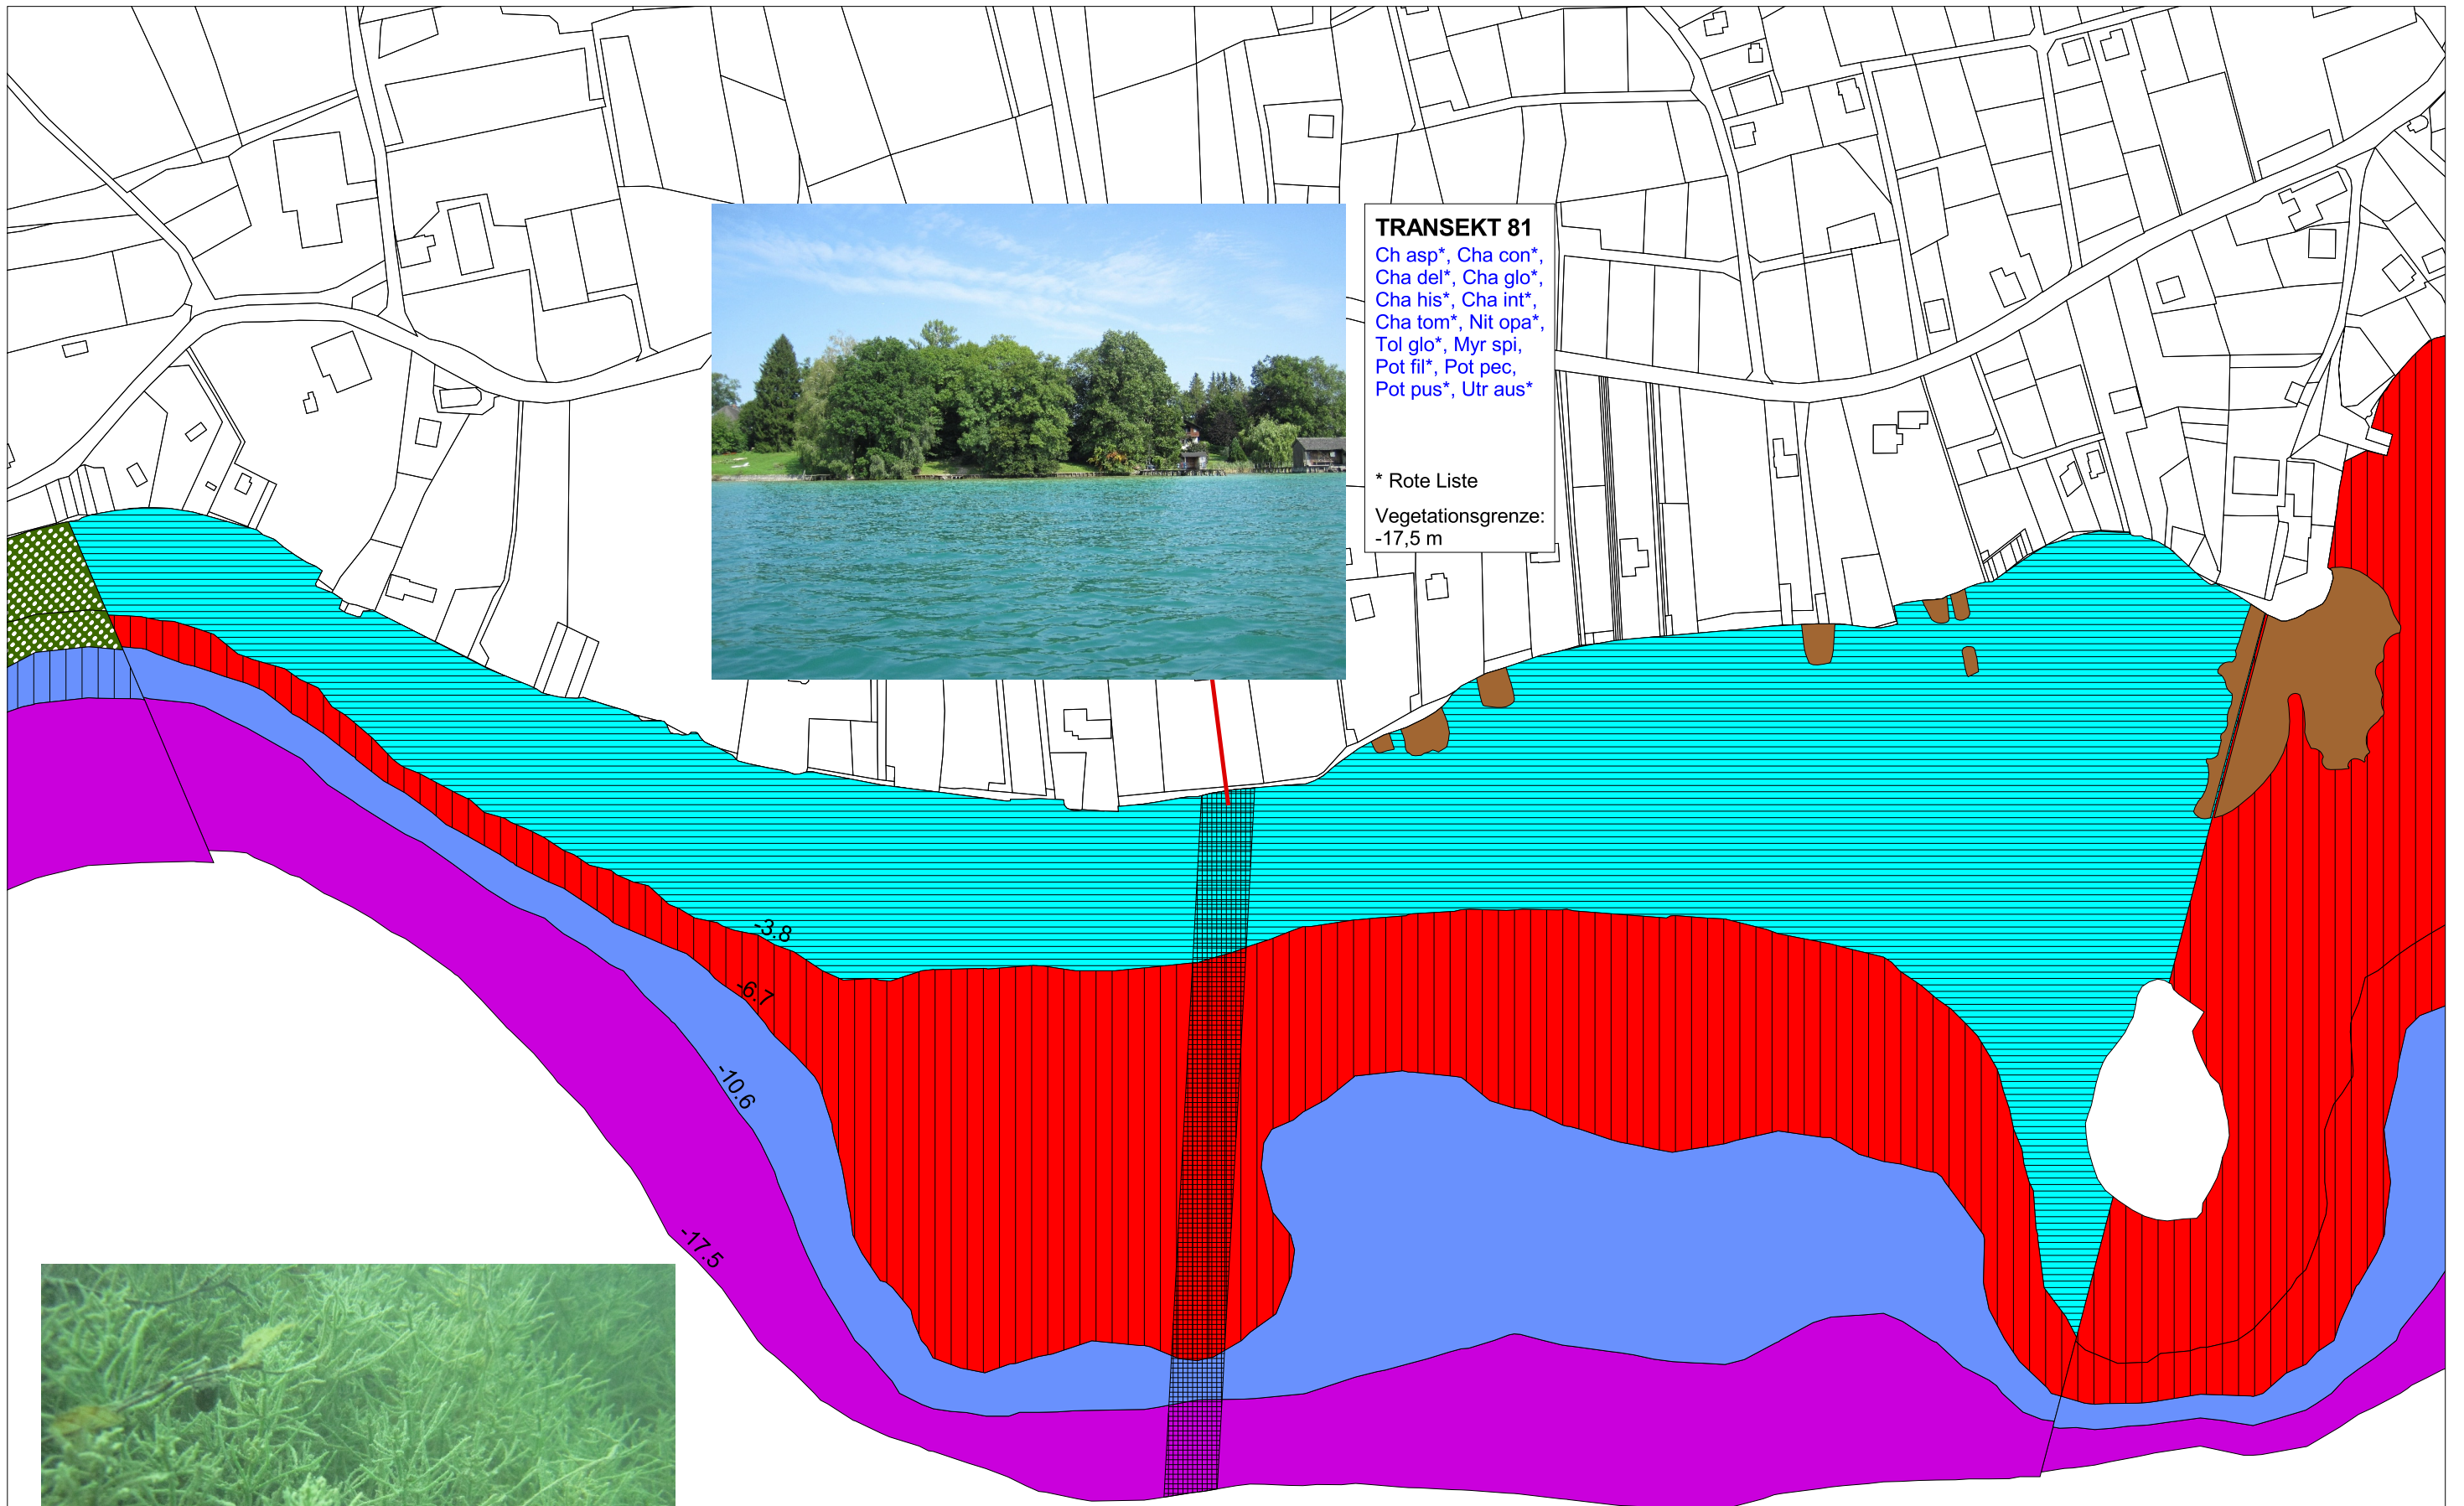 TRANSEKT 81
Ch asp*, Cha con*,
Cha del*, Cha glo*,
Cha his*, Cha int*,
Cha tom*, Nit opa*,
Tol glo*, Myr spi,
Pot fil*, Pot pec,
Pot pus*, Utr aus*
* Rote Liste
Vegetationsgrenze:
-17,5 m
-3.8
-6.7
-10.6
-17.5